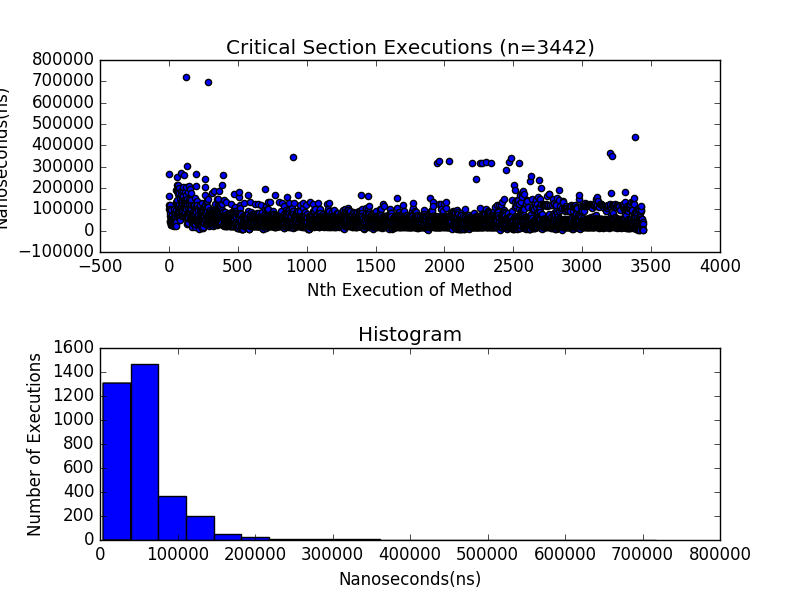 Critical Section Executions (n=3442)
800000
700000
600000
500000
400000
300000
200000
100000
0
−100000
Nanoseconds(ns)
−500 0 500 1000 1500 2000 2500 3000 3500 4000
Nth Execution of Method
Histogram
1600
1400
1200
1000
800
600
400
200
0
Number of Executions
0 100000 200000 300000 400000 500000 600000 700000 800000
Nanoseconds(ns)